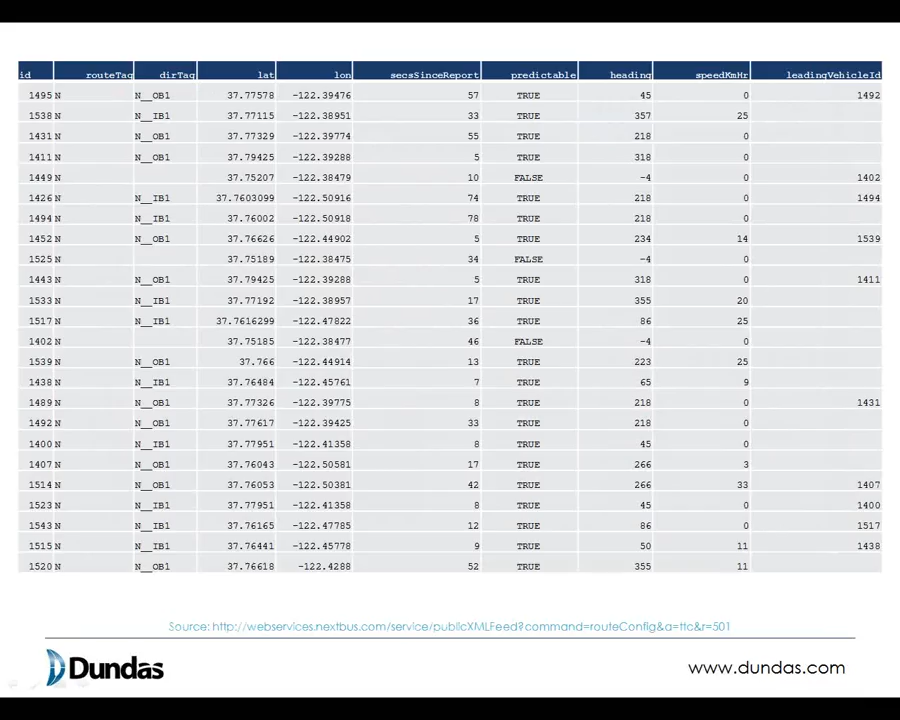 id routeTag dirTag lat lon secsSinceReport predictable heading speedKmHr leadingVehicleId
1495 N N__OB1 37.77578 -122.39476 57 TRUE 45 0 1492
1538 N N__IB1 37.77115 -122.38951 33 TRUE 357 25
1431 N N__OB1 37.77329 -122.39774 55 TRUE 218 0
1411 N N__OB1 37.79425 -122.39288 5 TRUE 318 0
1449 N 37.75207 -122.38479 10 FALSE -4 0 1402
1426 N N__IB1 37.7603099 -122.50916 74 TRUE 218 0 1494
1494 N N__IB1 37.76002 -122.50918 78 TRUE 218 0
1452 N N__OB1 37.76626 -122.44902 5 TRUE 234 14 1539
1525 N 37.75189 -122.38475 34 FALSE -4 0
1443 N N__OB1 37.79425 -122.39288 5 TRUE 318 0 1411
1533 N N__IB1 37.77192 -122.38957 17 TRUE 355 20
1517 N N__IB1 37.7616299 -122.47822 36 TRUE 86 25
1402 N 37.75185 -122.38477 46 FALSE -4 0
1539 N N__OB1 37.766 -122.44914 13 TRUE 223 25
1438 N N__IB1 37.76484 -122.45761 7 TRUE 65 9
1489 N N__OB1 37.77326 -122.39775 8 TRUE 218 0 1431
1492 N N__OB1 37.77617 -122.39425 33 TRUE 218 0
1400 N N__IB1 37.77951 -122.41358 8 TRUE 45 0
1407 N N__OB1 37.76043 -122.50581 17 TRUE 266 3
1514 N N__OB1 37.76053 -122.50381 42 TRUE 266 33 1407
1523 N N__IB1 37.77951 -122.41358 8 TRUE 45 0 1400
1543 N N__IB1 37.76165 -122.47785 12 TRUE 86 0 1517
1515 N N__IB1 37.76441 -122.45778 9 TRUE 50 11 1438
1520 N N__OB1 37.76618 -122.4288 52 TRUE 355 11
Source: http://webservices.nextbus.com/service/publicXMLFeed?command=routeConfig&a=ttc&r=501
Dundas www.dundas.com